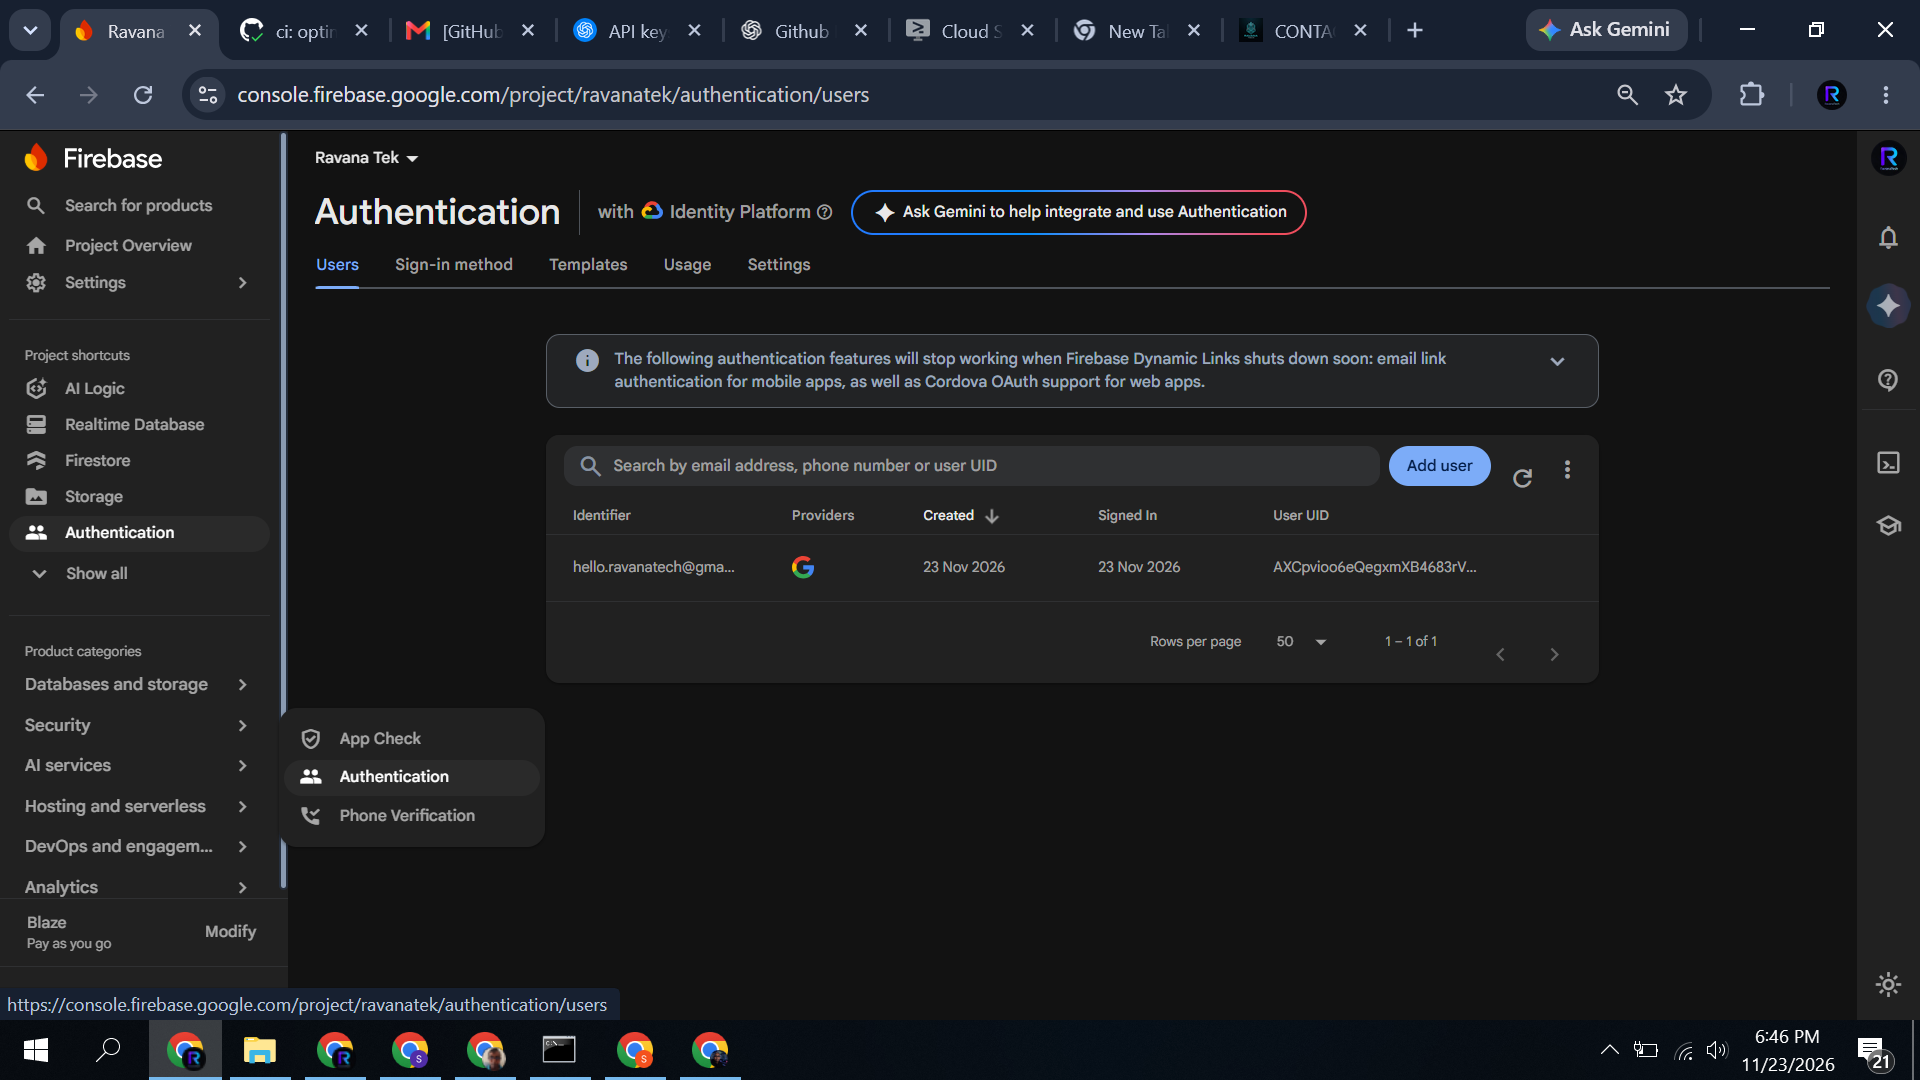 Ravana
ci: optin
[GitHub
API key
Github
Cloud S
New Tab
CONTA
Ask Gemini
console.firebase.google.com/project/ravanatek/authentication/users
Firebase
Search for products
Project Overview
Settings
Project shortcuts
AI Logic
Realtime Database
Firestore
Storage
Authentication
Show all
Product categories
Databases and storage
Security
AI services
Hosting and serverless
DevOps and engagem...
Analytics
Blaze
Pay as you go
Modify
App Check
Authentication
Phone Verification
Ravana Tek
Authentication
with Identity Platform
Ask Gemini to help integrate and use Authentication
Users
Sign-in method
Templates
Usage
Settings
The following authentication features will stop working when Firebase Dynamic Links shuts down soon: email link
authentication for mobile apps, as well as Cordova OAuth support for web apps.
Search by email address, phone number or user UID
Add user
Identifier Providers Created Signed In User UID
hello.ravanatech@gma... 23 Nov 2026 23 Nov 2026 AXCpvioo6eQegxmXB4683rV...
Rows per page 50 1 – 1 of 1
https://console.firebase.google.com/project/ravanatek/authentication/users
6:46 PM
11/23/2026
21